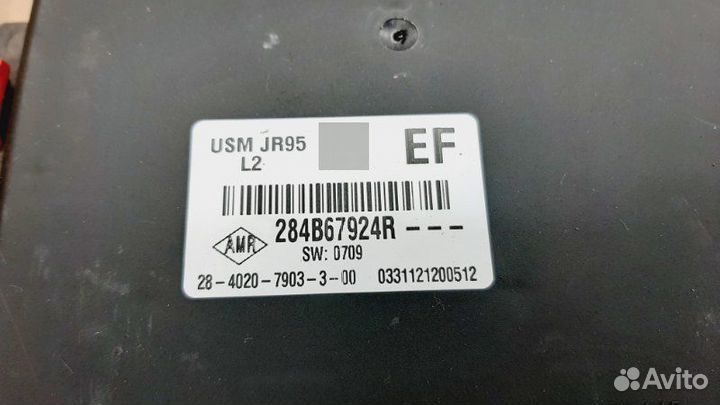 USM JR95 EF
L2
284B67924R---
AMR
SW: 0709
28-4020-7903-3-00 0331121200512
Avito